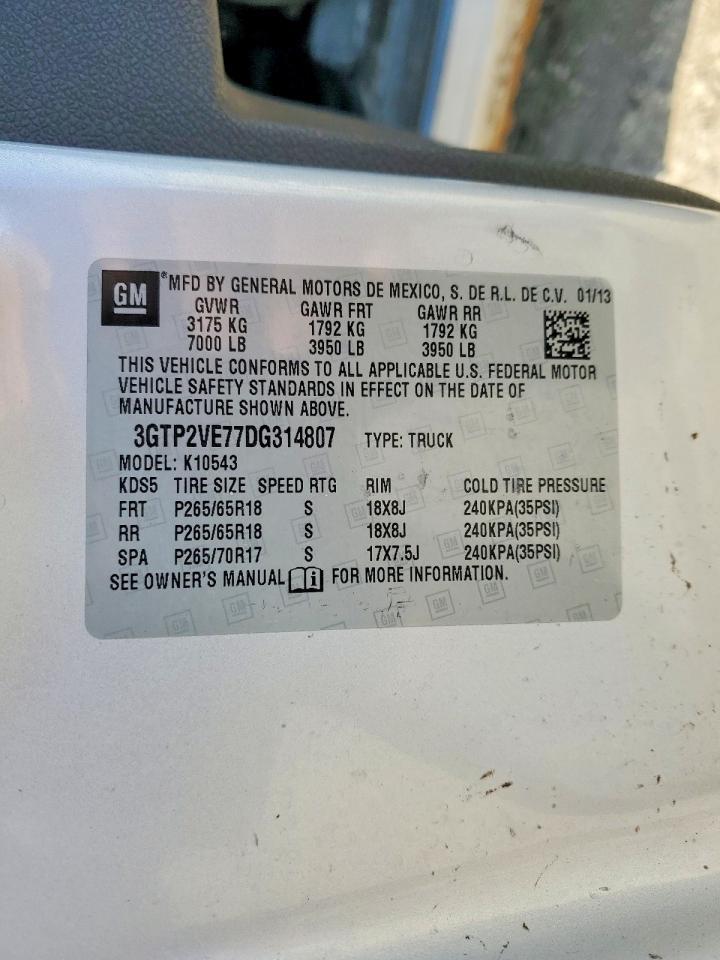 GM ® MFD BY GENERAL MOTORS DE MEXICO, S. DE R.L. DE C.V. 01/13
GVWR GAWR FRT GAWR RR
3175 KG 1792 KG 1792 KG
7000 LB 3950 LB 3950 LB
THIS VEHICLE CONFORMS TO ALL APPLICABLE U.S. FEDERAL MOTOR
VEHICLE SAFETY STANDARDS IN EFFECT ON THE DATE OF
MANUFACTURE SHOWN ABOVE.
3GTP2VE77DG314807 TYPE: TRUCK
MODEL: K10543
KDS5 TIRE SIZE SPEED RTG RIM COLD TIRE PRESSURE
FRT P265/65R18 S 18X8J 240KPA(35PSI)
RR P265/65R18 S 18X8J 240KPA(35PSI)
SPA P265/70R17 S 17X7.5J 240KPA(35PSI)
SEE OWNER'S MANUAL i FOR MORE INFORMATION.